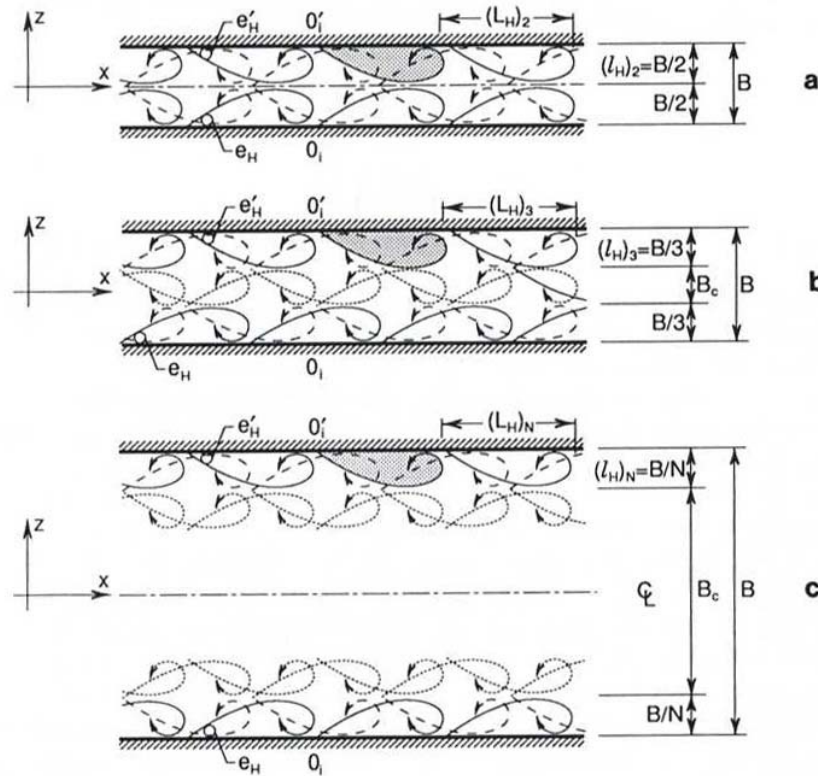 z
e′H
0′i
(LH)2
x
(lH)2=B/2
B/2
B
a
eH
0i
z
e′H
0′i
(LH)3
x
(lH)3=B/3
Bc
B/3
B
b
eH
0i
e′H
0′i
(LH)N
(lH)N=B/N
z
x
℄
Bc
B
c
B/N
eH
0i